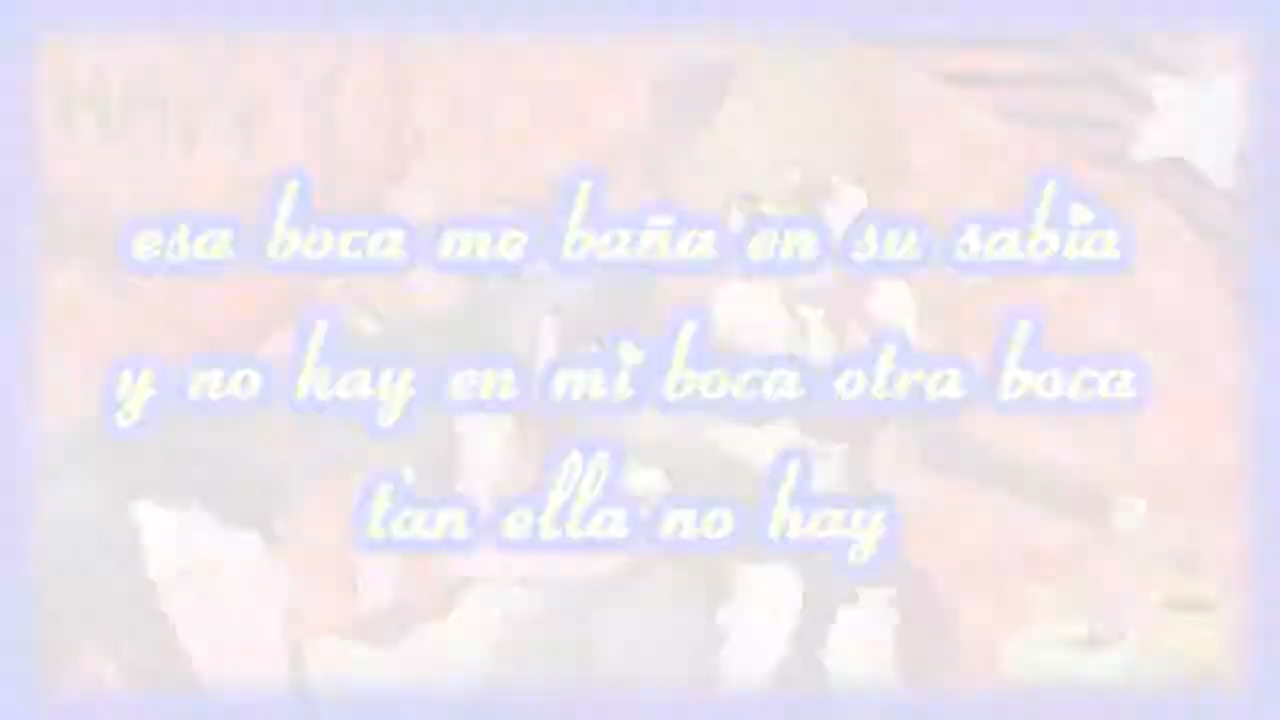 esa boca me baña en su sabia
y no hay en mi boca otra boca
tan ella no hay